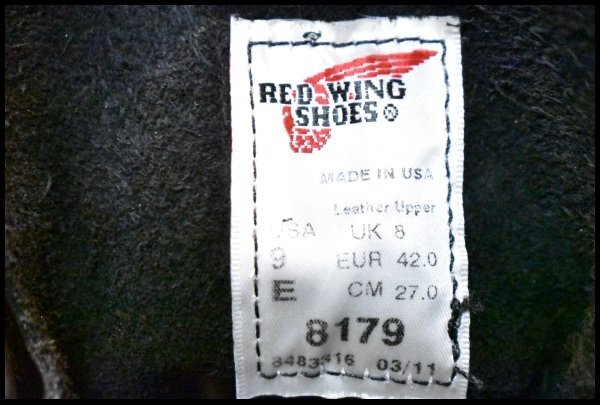 RED WING
SHOES ®
MADE IN USA
Leather Upper
USA UK 8
9 EUR 42.0
E CM 27.0
8179
03/11